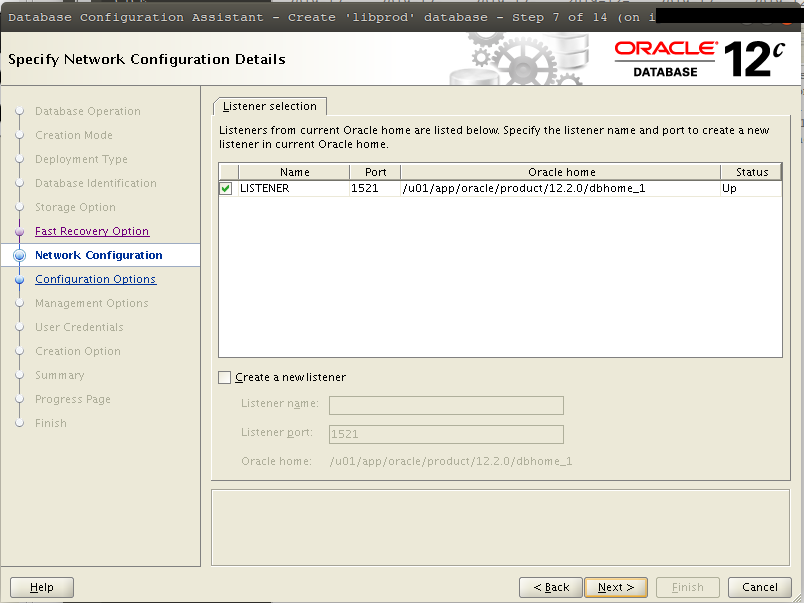 Database Configuration Assistant - Create 'libprod' database - Step 7 of 14 (on i
Specify Network Configuration Details
ORACLE®
DATABASE
12c
Database Operation
Creation Mode
Deployment Type
Database Identification
Storage Option
Fast Recovery Option
Network Configuration
Configuration Options
Management Options
User Credentials
Creation Option
Summary
Progress Page
Finish
Listener selection
Listeners from current Oracle home are listed below. Specify the listener name and port to create a new
listener in current Oracle home.
Name Port Oracle home Status
LISTENER 1521 /u01/app/oracle/product/12.2.0/dbhome_1 Up
Create a new listener
Listener name:
Listener port: 1521
Oracle home: /u01/app/oracle/product/12.2.0/dbhome_1
Help < Back Next > Finish Cancel